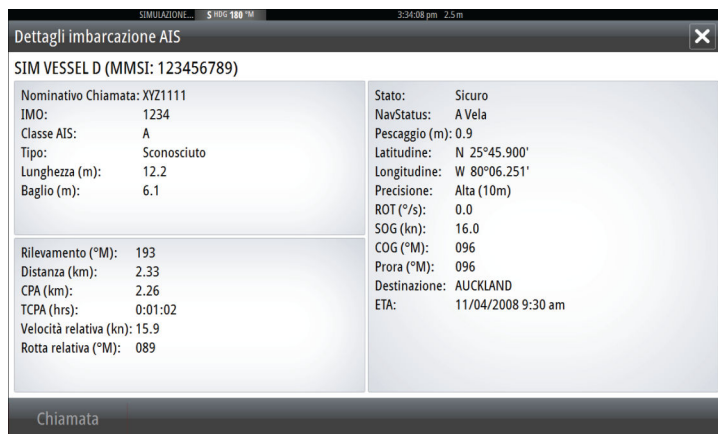 SIMULAZIONE... S HDG 180 °M 3:34:08 pm 2.5 m
Dettagli imbarcazione AIS
SIM VESSEL D (MMSI: 123456789)
Nominativo Chiamata: XYZ1111
IMO: 1234
Classe AIS: A
Tipo: Sconosciuto
Lunghezza (m): 12.2
Baglio (m): 6.1
Rilevamento (°M): 193
Distanza (km): 2.33
CPA (km): 2.26
TCPA (hrs): 0:01:02
Velocità relativa (kn): 15.9
Rotta relativa (°M): 089
Stato: Sicuro
NavStatus: A Vela
Pescaggio (m): 0.9
Latitudine: N 25°45.900'
Longitudine: W 80°06.251'
Precisione: Alta (10m)
ROT (°/s): 0.0
SOG (kn): 16.0
COG (°M): 096
Prora (°M): 096
Destinazione: AUCKLAND
ETA: 11/04/2008 9:30 am
Chiamata